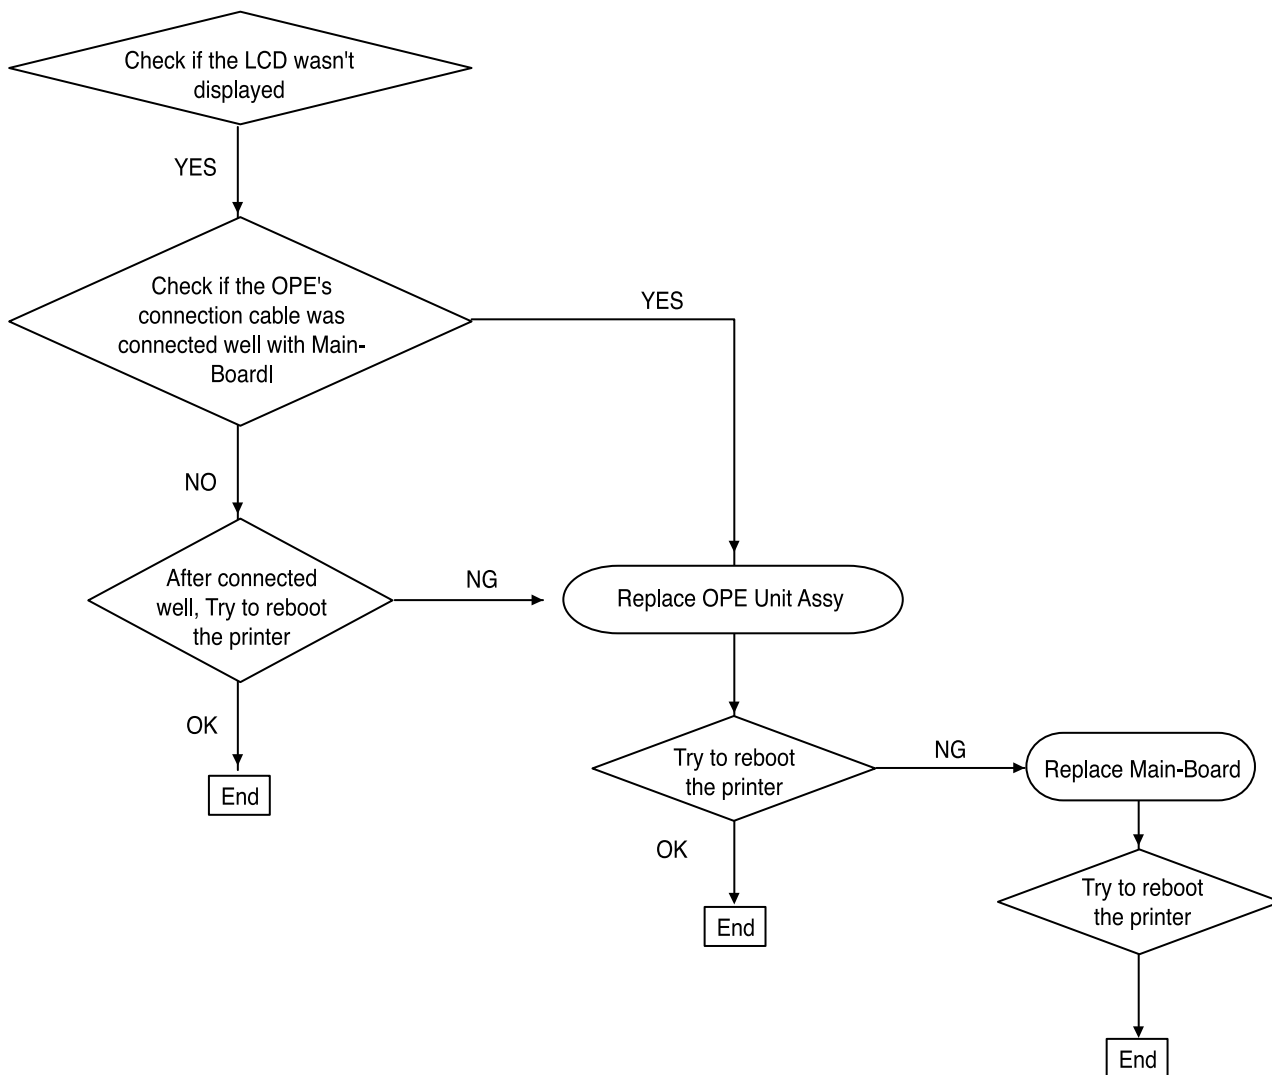 Check if the LCD wasn't
displayed
YES
Check if the OPE's
connection cable was
connected well with Main-
Boardl
YES
NO
After connected
well, Try to reboot
the printer
NG
Replace OPE Unit Assy
OK
End
Try to reboot
the printer
NG
Replace Main-Board
OK
End
Try to reboot
the printer
End